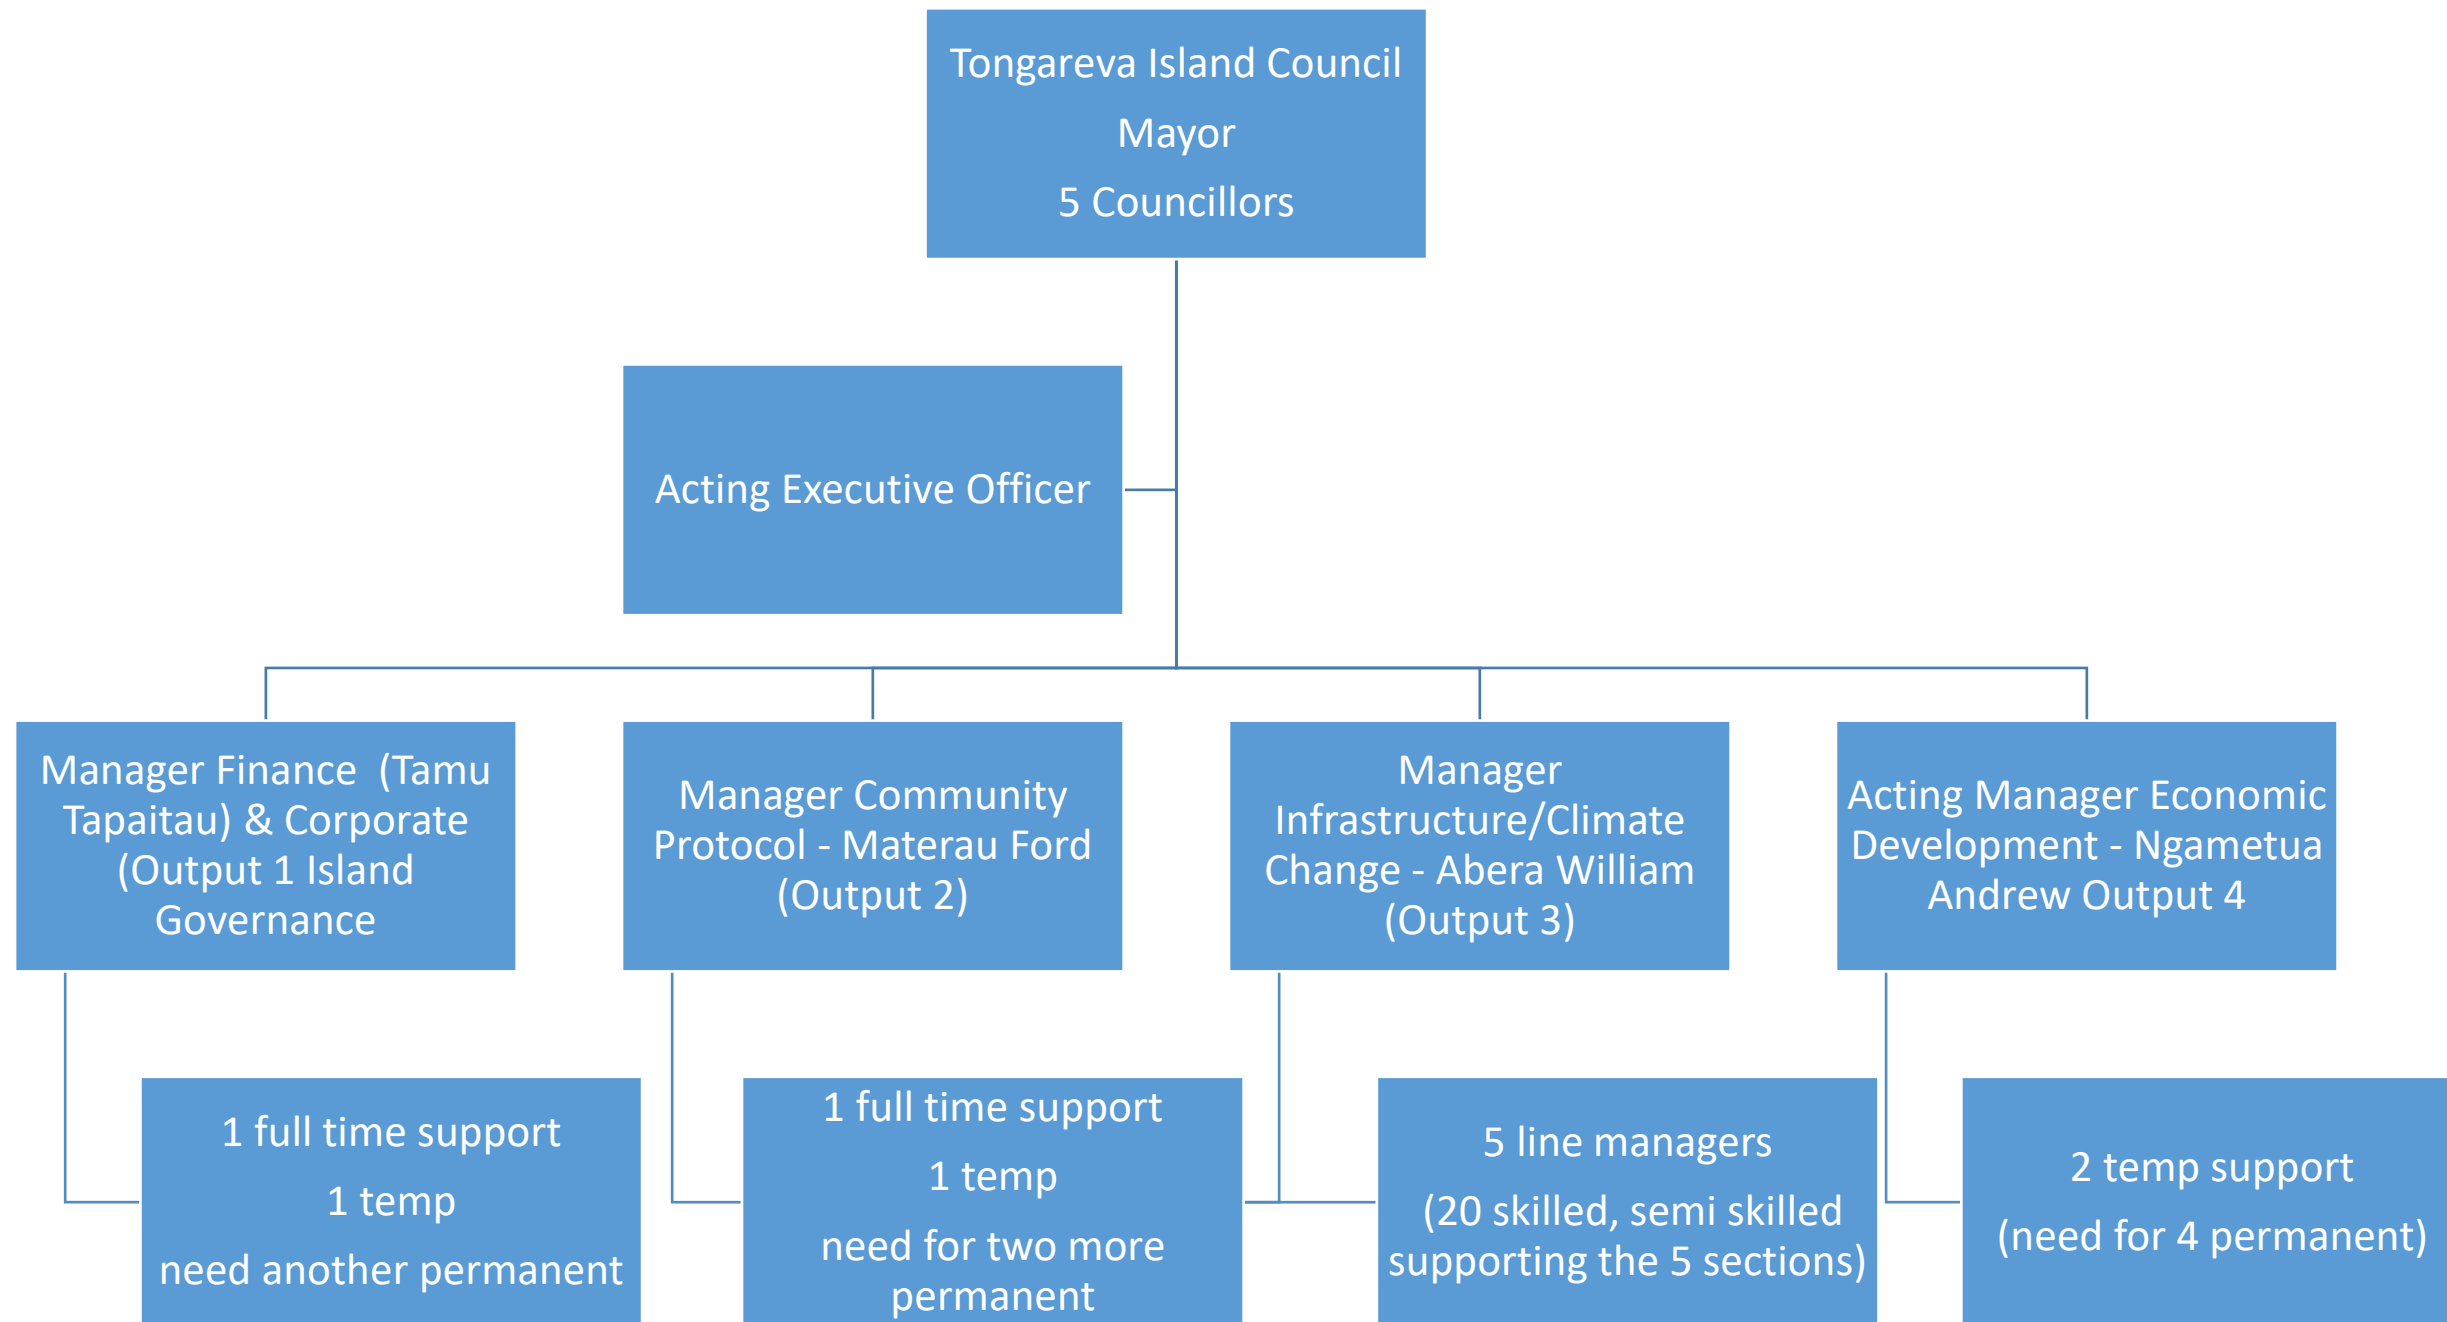 Tongareva Island Council
Mayor
5 Councillors
Acting Executive Officer
Manager Finance  (Tamu
Tapaitau) & Corporate
(Output 1 Island
Governance
Manager Community
Protocol - Materau Ford
(Output 2)
Manager
Infrastructure/Climate
Change - Abera William
(Output 3)
Acting Manager Economic
Development - Ngametua
Andrew Output 4
1 full time support
1 temp
need another permanent
1 full time support
1 temp
need for two more
permanent
5 line managers
(20 skilled, semi skilled
supporting the 5 sections)
2 temp support
(need for 4 permanent)